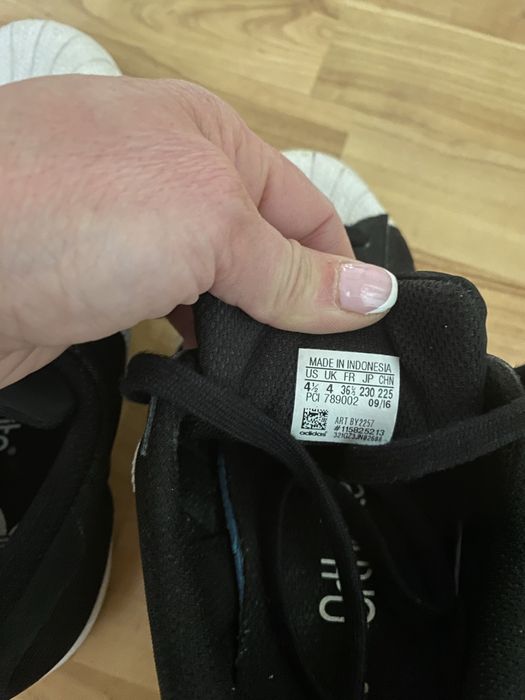 MADE IN INDONESIA
US UK FR JP CHN
4½ 4 36⅔ 230 225
PCI 789002 09/16
ART BY2257
#115825213
adidas